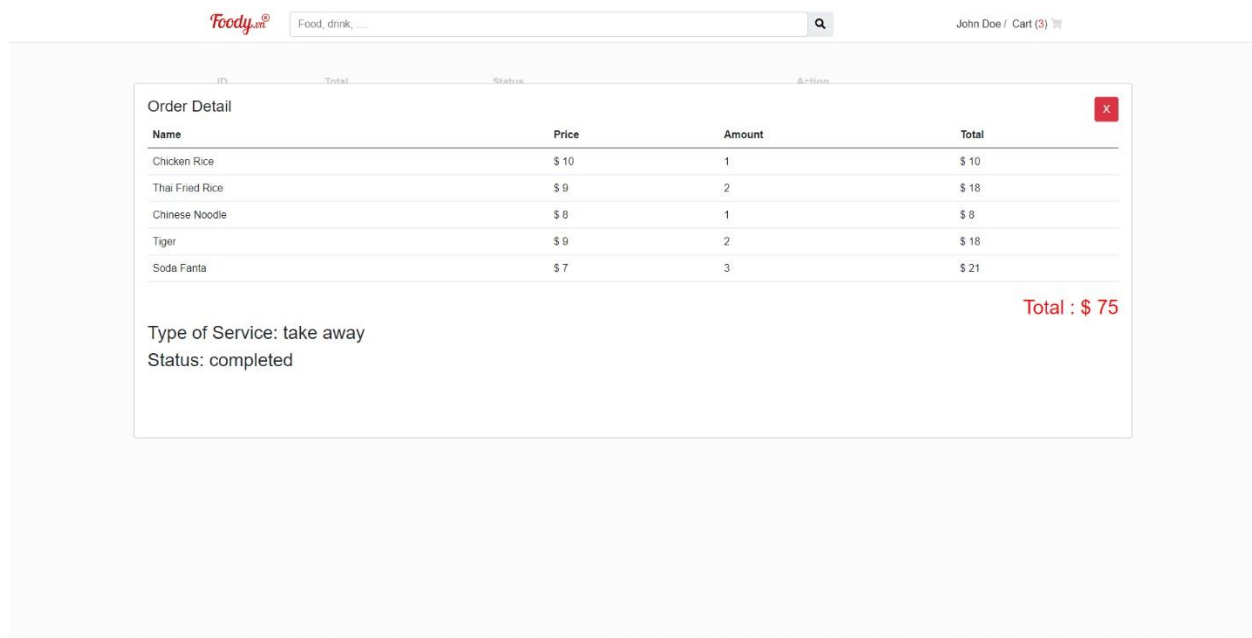 Foody.vn® Food, drink, .... John Doe / Cart (3)
ID Total Status Action
Order Detail X
Name Price Amount Total
Chicken Rice $ 10 1 $ 10
Thai Fried Rice $ 9 2 $ 18
Chinese Noodle $ 8 1 $ 8
Tiger $ 9 2 $ 18
Soda Fanta $ 7 3 $ 21
Total : $ 75
Type of Service: take away
Status: completed